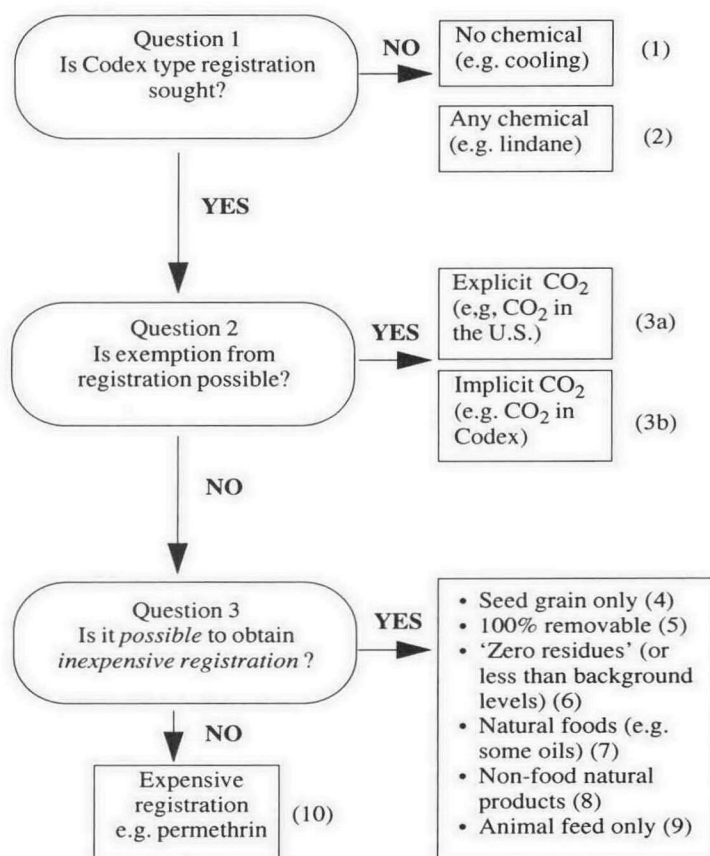 Question 1
Is Codex type registration
sought?
NO
No chemical
(e.g. cooling)
(1)
Any chemical
(e.g. lindane)
(2)
YES
Question 2
Is exemption from
registration possible?
YES
Explicit CO₂
(e,g, CO₂ in
the U.S.)
(3a)
Implicit CO₂
(e.g. CO₂ in
Codex)
(3b)
NO
Question 3
Is it possible to obtain
inexpensive registration ?
YES
• Seed grain only (4)
• 100% removable (5)
• ‘Zero residues’ (or
less than background
levels) (6)
• Natural foods (e.g.
some oils) (7)
• Non-food natural
products (8)
• Animal feed only (9)
NO
Expensive
registration
e.g. permethrin
(10)